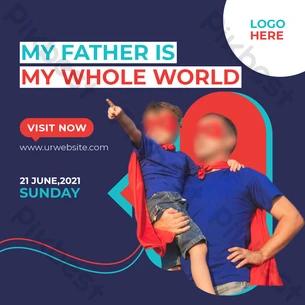 LOGO
HERE
MY FATHER IS
MY WHOLE WORLD
VISIT NOW
www.urwebsite.com
21 JUNE,2021
SUNDAY